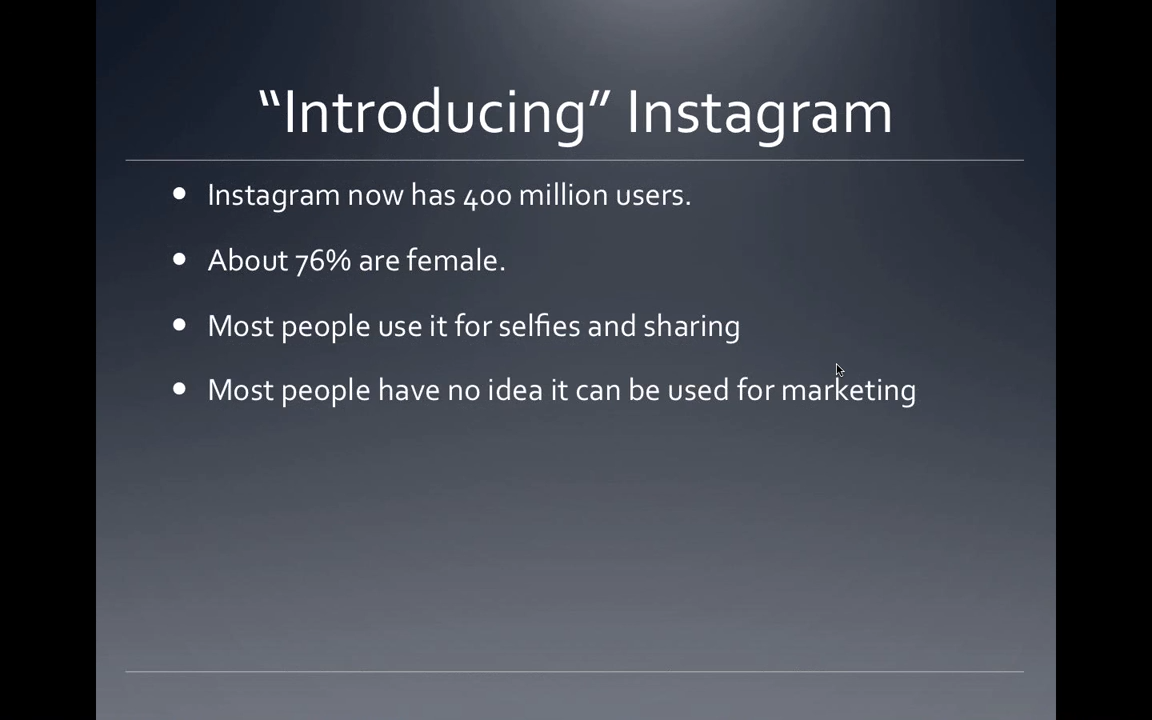 “Introducing” Instagram
• Instagram now has 400 million users.
• About 76% are female.
• Most people use it for selfies and sharing
• Most people have no idea it can be used for marketing